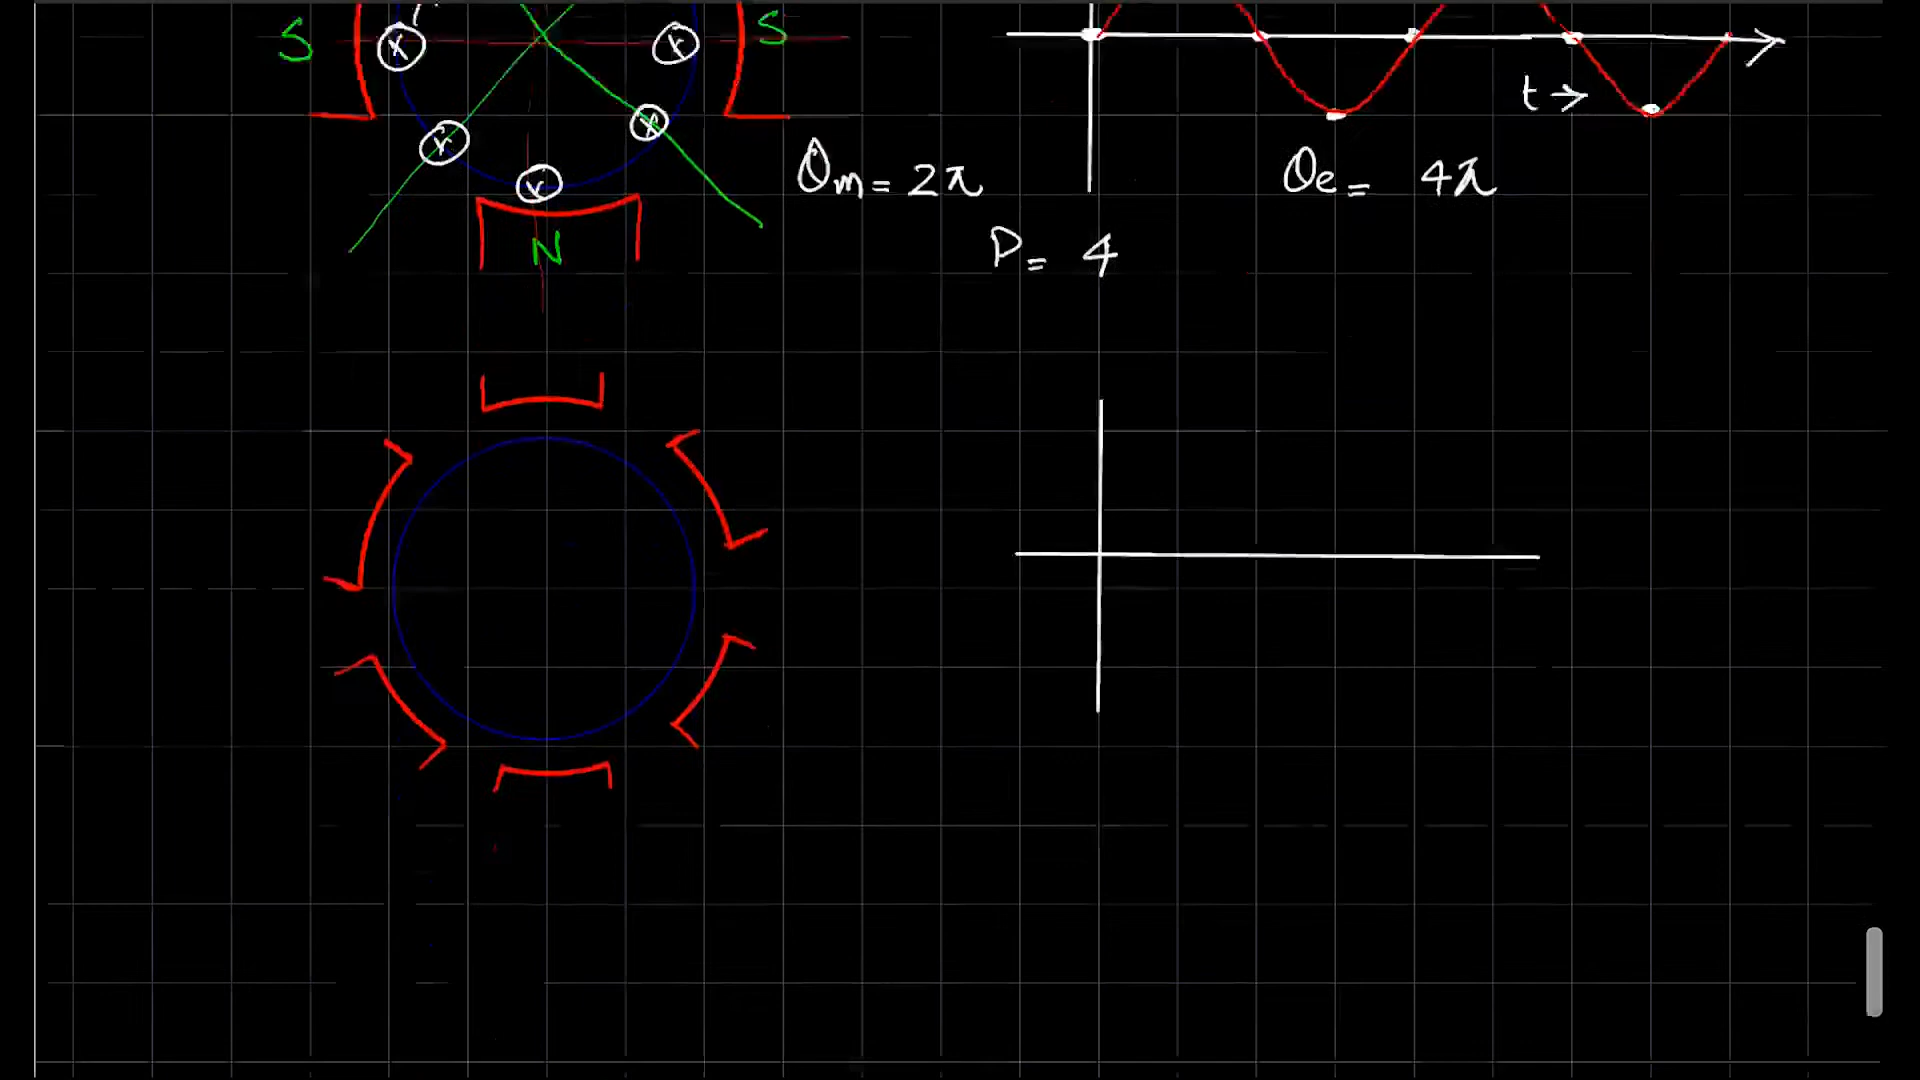 S
S
t →
θm = 2π
θe = 4π
N
P = 4